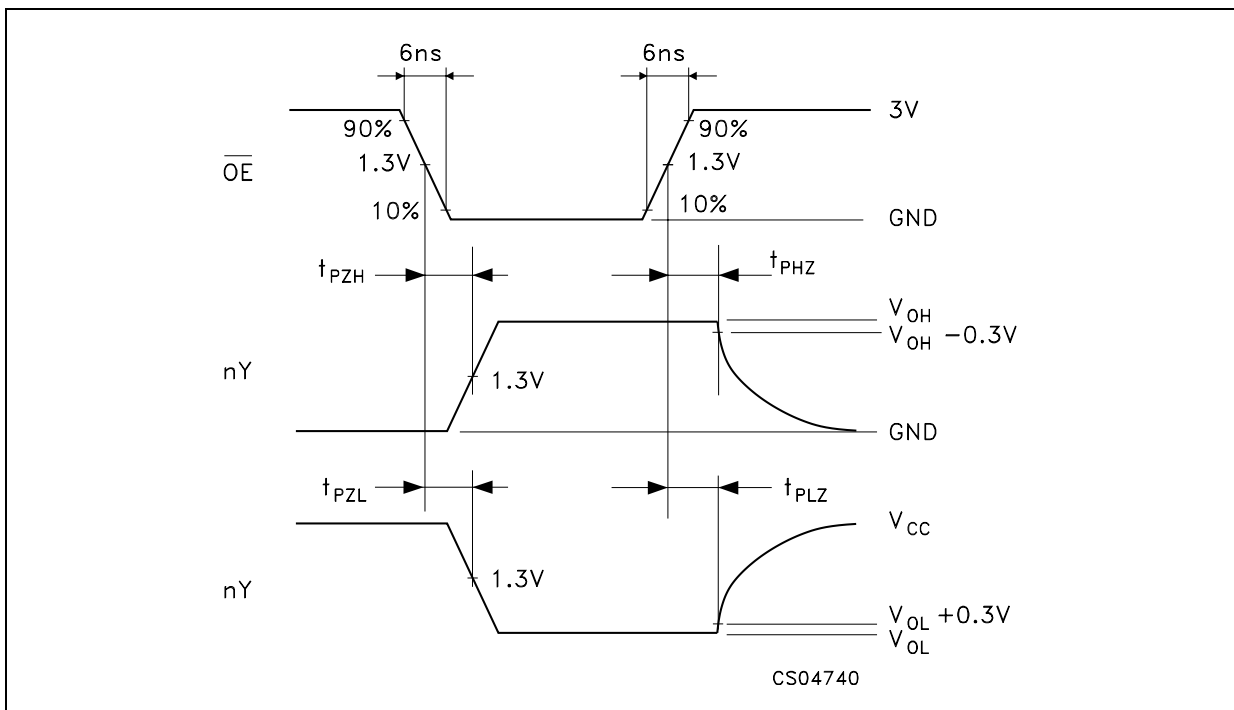 6ns 6ns
3V
90% 90%
1.3V 1.3V
OE
10% 10%
GND
tPZH tPHZ
VOH
VOH −0.3V
nY
1.3V
GND
tPZL tPLZ
VCC
1.3V
nY
VOL +0.3V
VOL
CS04740